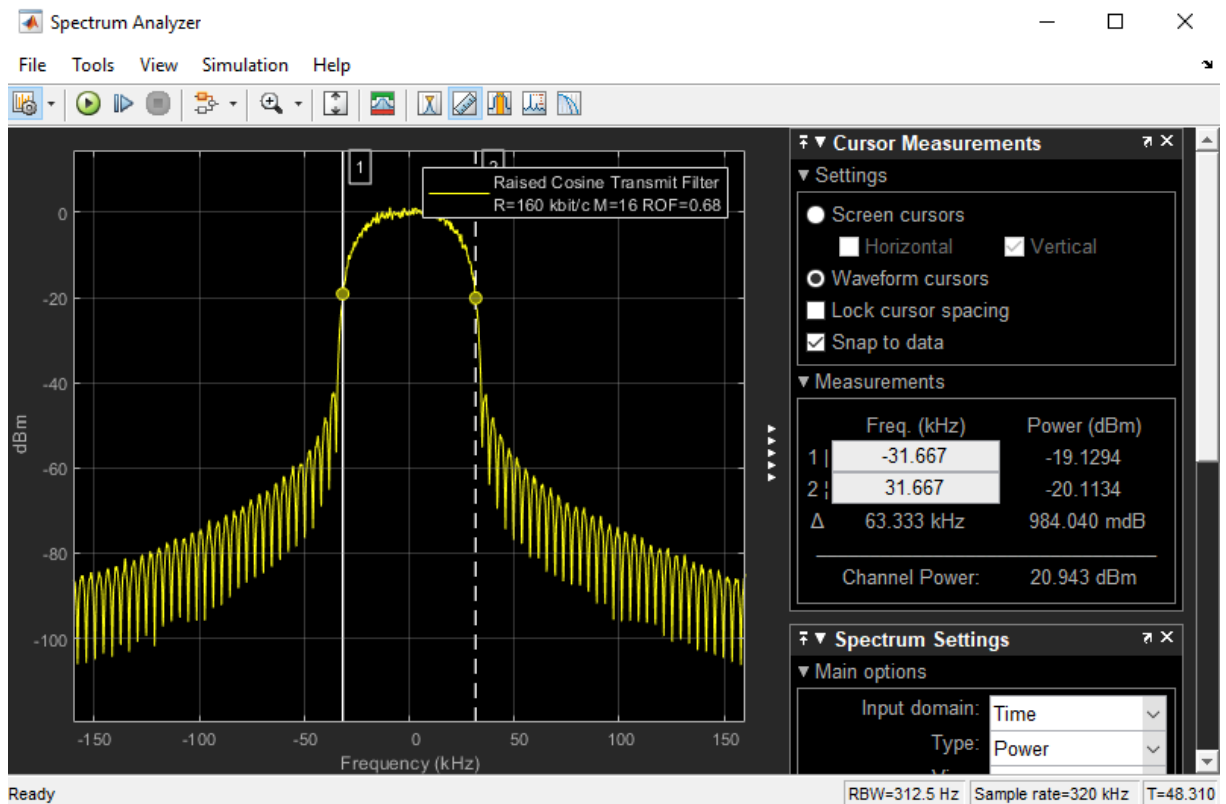 Spectrum Analyzer
File Tools View Simulation Help
1
Raised Cosine Transmit Filter
R=160 kbit/c M=16 ROF=0.68
0
-20
-40
-60
-80
-100
dBm
-150 -100 -50 0 50 100 150
Frequency (kHz)
Cursor Measurements
Settings
Screen cursors
Horizontal Vertical
Waveform cursors
Lock cursor spacing
Snap to data
Measurements
Freq. (kHz) Power (dBm)
1 | -31.667 -19.1294
2 ¦ 31.667 -20.1134
Δ 63.333 kHz 984.040 mdB
Channel Power: 20.943 dBm
Spectrum Settings
Main options
Input domain: Time
Type: Power
Ready RBW=312.5 Hz Sample rate=320 kHz T=48.310